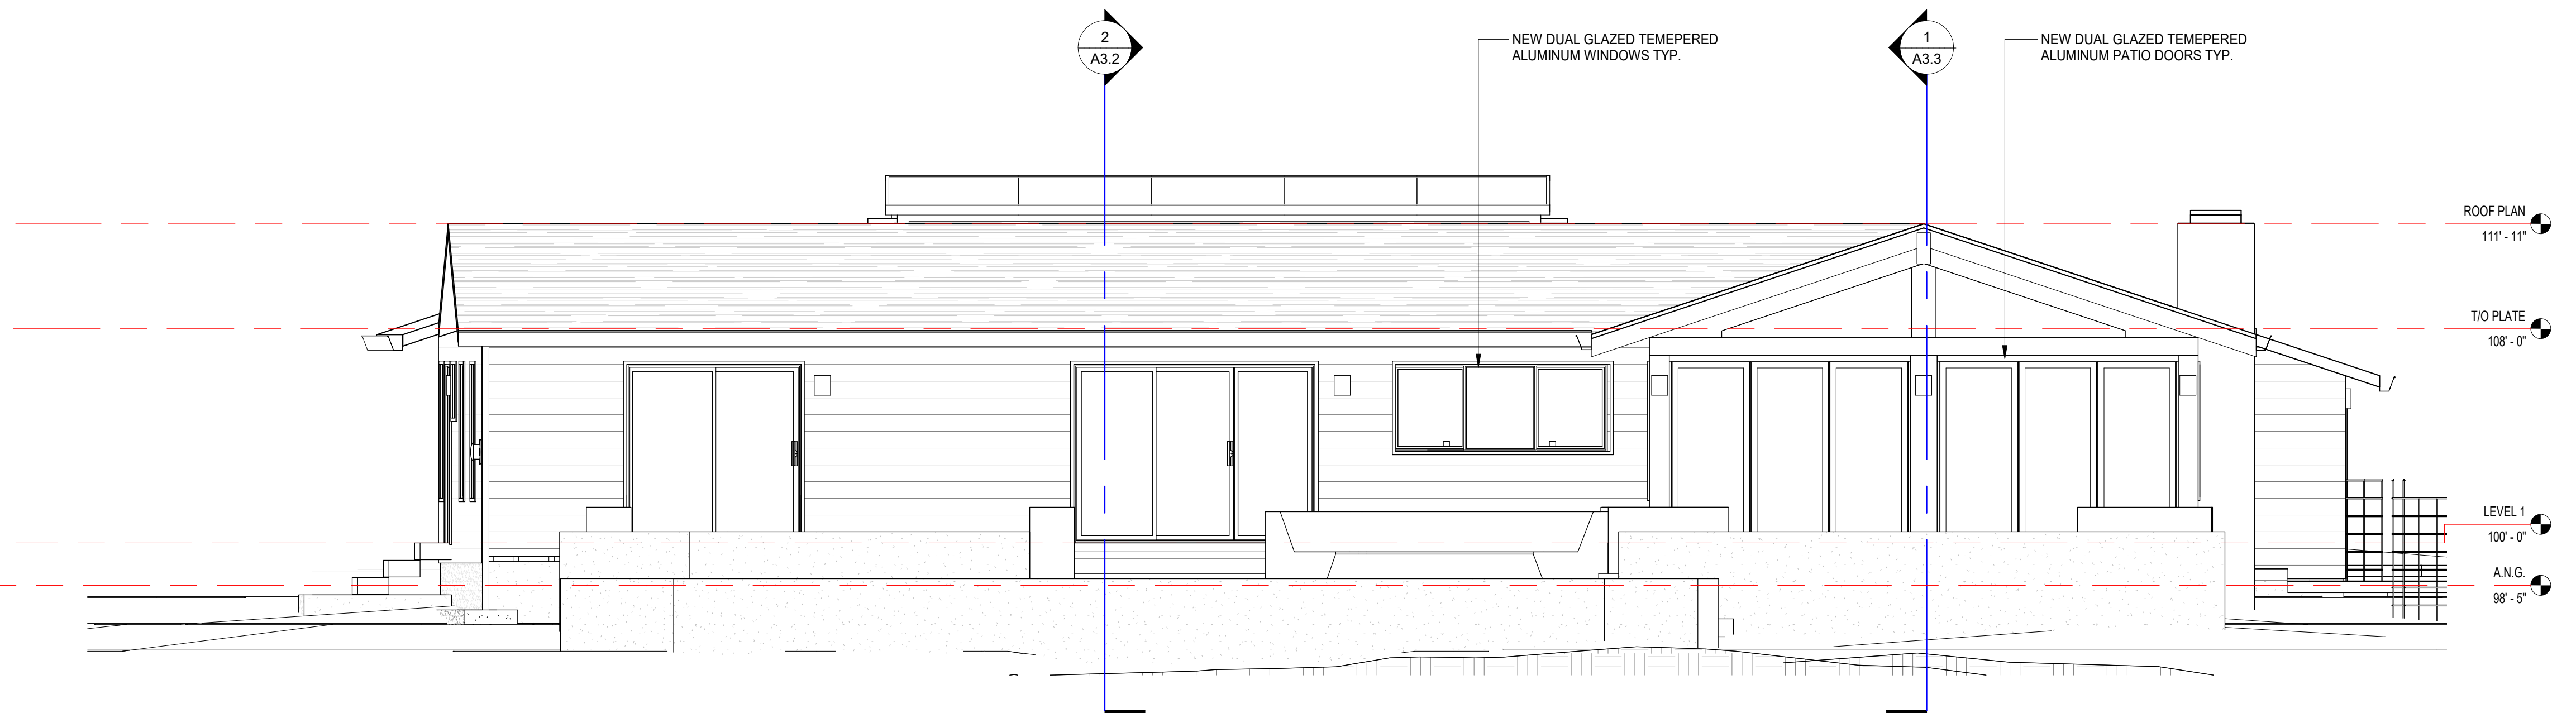 2
A3.2
NEW DUAL GLAZED TEMEPERED
ALUMINUM WINDOWS TYP.
1
A3.3
NEW DUAL GLAZED TEMEPERED
ALUMINUM PATIO DOORS TYP.
ROOF PLAN
111' - 11"
T/O PLATE
108' - 0"
LEVEL 1
100' - 0"
A.N.G.
98' - 5"